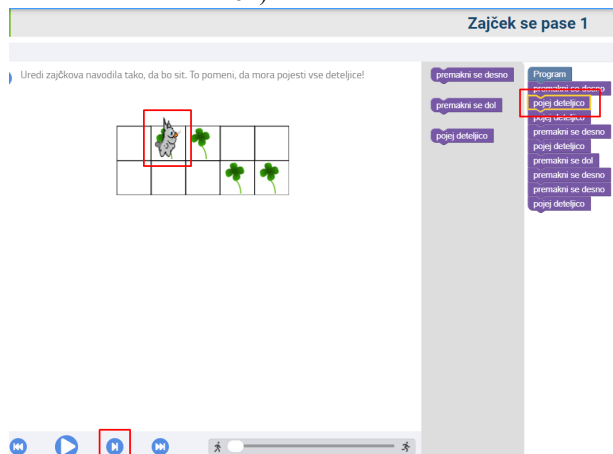 Zajček se pase 1
Uredi zajčkova navodila tako, da bo sit. To pomeni, da mora pojesti vse deteljice!
premakni se desno
premakni se dol
pojej deteljico
Program
premakni se desno
pojej deteljico
pojej deteljico
premakni se desno
pojej deteljico
premakni se dol
premakni se desno
premakni se desno
pojej deteljico